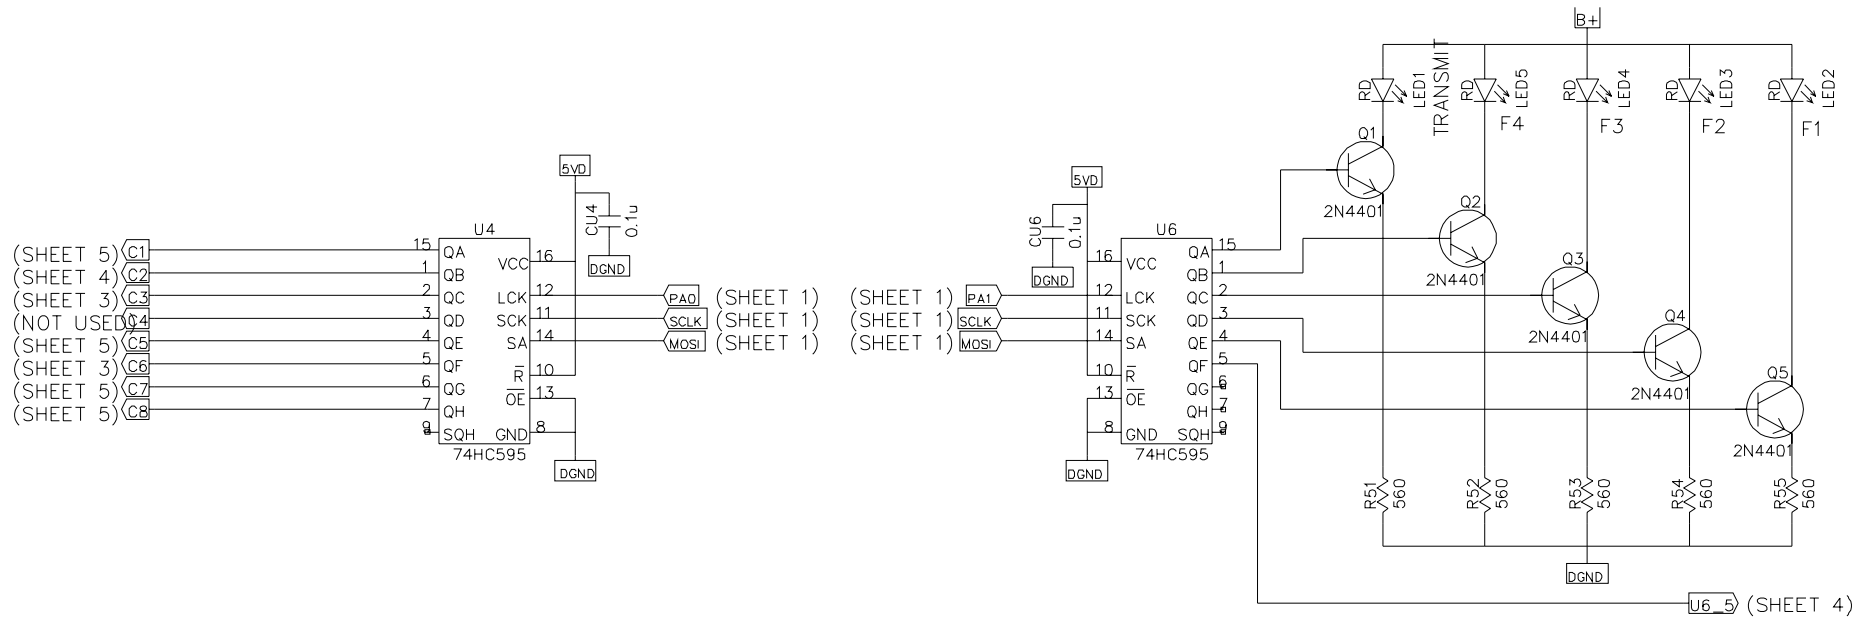 B+
RD LED1 TRANSMIT
RD LED5 F4
RD LED4 F3
RD LED3 F2
RD LED2 F1
Q1 2N4401
Q2 2N4401
Q3 2N4401
Q4 2N4401
Q5 2N4401
5VD
CU4 0.1u
DGND
U4
(SHEET 5) C1 15 QA
(SHEET 4) C2 1 QB
(SHEET 3) C3 2 QC
(NOT USED) C4 3 QD
(SHEET 5) C5 4 QE
(SHEET 3) C6 5 QF
(SHEET 5) C7 6 QG
(SHEET 5) C8 7 QH
9 SQH
VCC 16
LCK 12 PA0 (SHEET 1)
SCK 11 SCLK (SHEET 1)
SA 14 MOSI (SHEET 1)
R 10
OE 13
GND 8
74HC595
DGND
5VD
CU6 0.1u
DGND
U6
16 VCC
(SHEET 1) PA1 12 LCK
(SHEET 1) SCLK 11 SCK
(SHEET 1) MOSI 14 SA
10 R
13 OE
8 GND
QA 15
QB 1
QC 2
QD 3
QE 4
QF 5
QG 6
QH 7
SQH 9
74HC595
DGND
R51 560
R52 560
R53 560
R54 560
R55 560
DGND
U6_5 (SHEET 4)